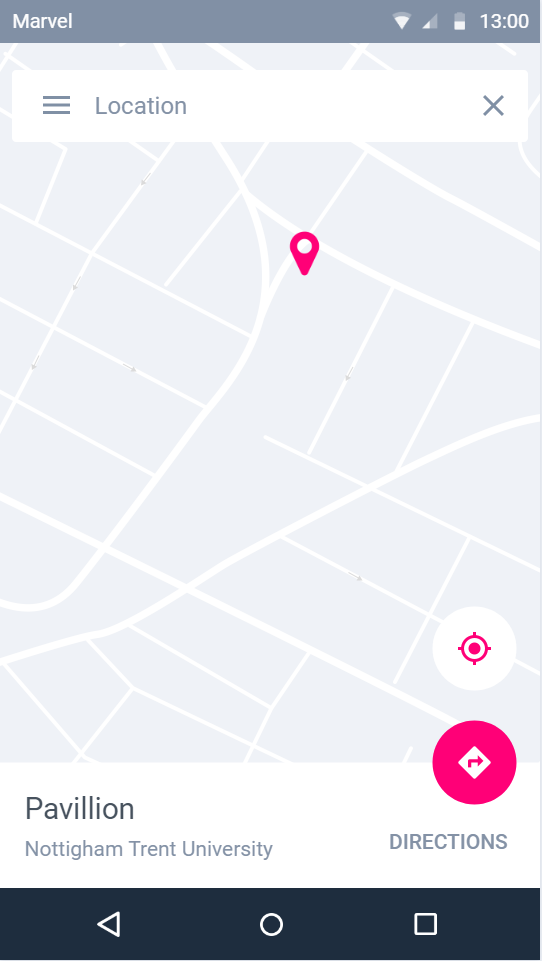 Marvel 13:00
Location
Pavillion
Nottigham Trent University
DIRECTIONS